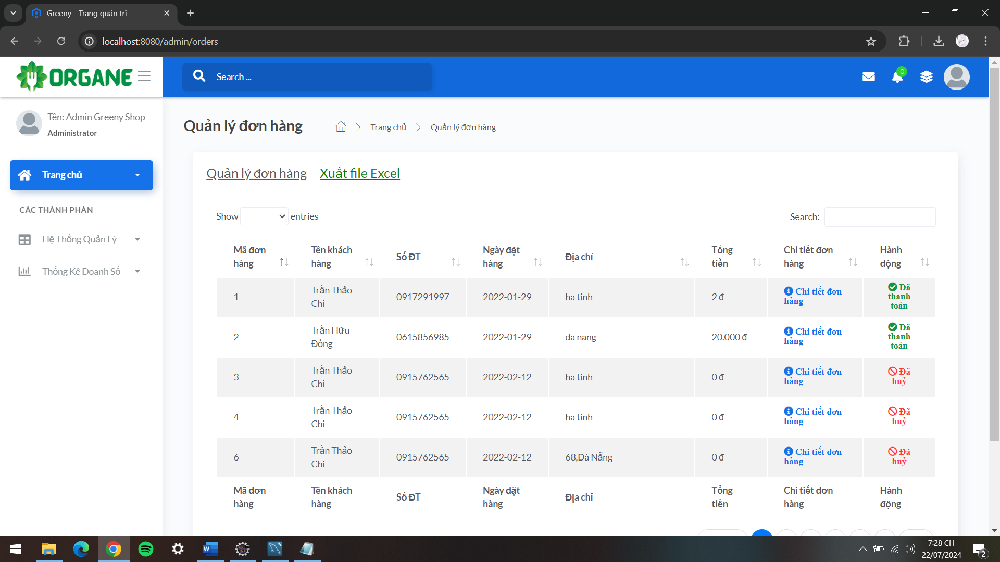 Greeny - Trang quản trị
localhost:8080/admin/orders
ORGANE
Search ...
0
Tên: Admin Greeny Shop
Administrator
Trang chủ
CÁC THÀNH PHẦN
Hệ Thống Quản Lý
Thống Kê Doanh Số
Quản lý đơn hàng
Trang chủ
Quản lý đơn hàng
Quản lý đơn hàng Xuất file Excel
Show entries
Search:
Mã đơn hàng Tên khách hàng Số ĐT Ngày đặt hàng Địa chỉ Tổng tiền Chi tiết đơn hàng Hành động
1 Trần Thảo Chi 0917291997 2022-01-29 ha tinh 2 đ Chi tiết đơn hàng Đã thanh toán
2 Trần Hữu Đồng 0615856985 2022-01-29 da nang 20.000 đ Chi tiết đơn hàng Đã thanh toán
3 Trần Thảo Chi 0915762565 2022-02-12 ha tinh 0 đ Chi tiết đơn hàng Đã huỷ
4 Trần Thảo Chi 0915762565 2022-02-12 ha tinh 0 đ Chi tiết đơn hàng Đã huỷ
6 Trần Thảo Chi 0915762565 2022-02-12 68,Đà Nẵng 0 đ Chi tiết đơn hàng Đã huỷ
Mã đơn hàng Tên khách hàng Số ĐT Ngày đặt hàng Địa chỉ Tổng tiền Chi tiết đơn hàng Hành động
7:28 CH
22/07/2024
2